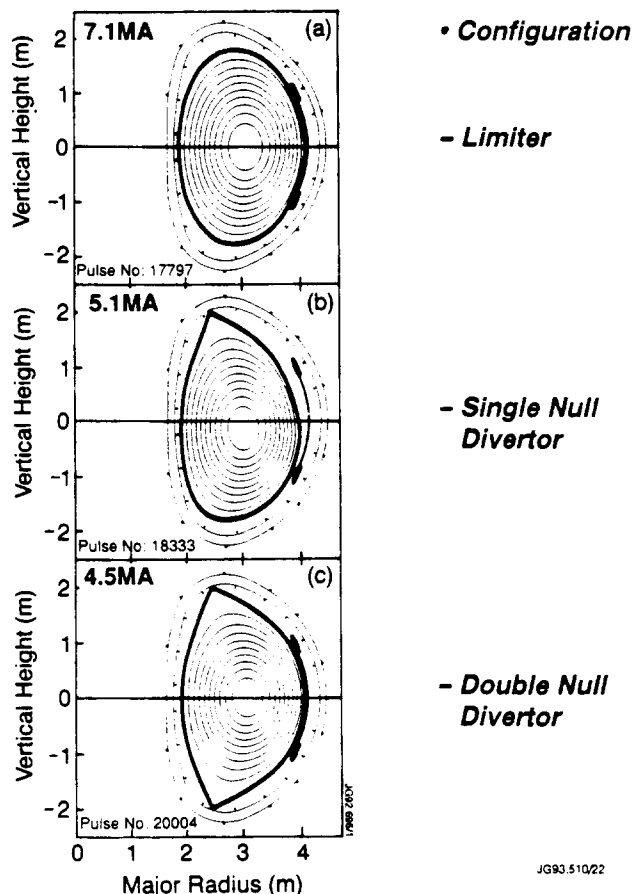 7.1MA
(a)
Vertical Height (m)
2
1
0
-1
-2
Pulse No: 17797
5.1MA
(b)
Vertical Height (m)
2
1
0
-1
-2
Pulse No: 18333
4.5MA
(c)
Vertical Height (m)
2
1
0
-1
-2
Pulse No. 20004
0 1 2 3 4
Major Radius (m)
• Configuration
– Limiter
– Single Null
Divertor
– Double Null
Divertor
JG93.510/22